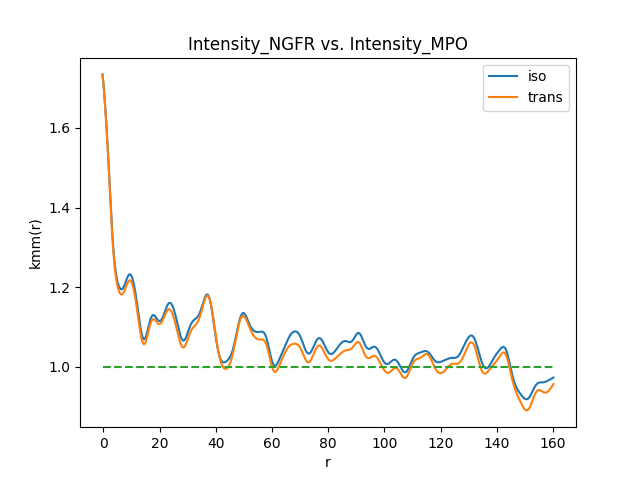 Intensity_NGFR vs. Intensity_MPO
iso
trans
kmm(r)
1.6
1.4
1.2
1.0
0 20 40 60 80 100 120 140 160
r